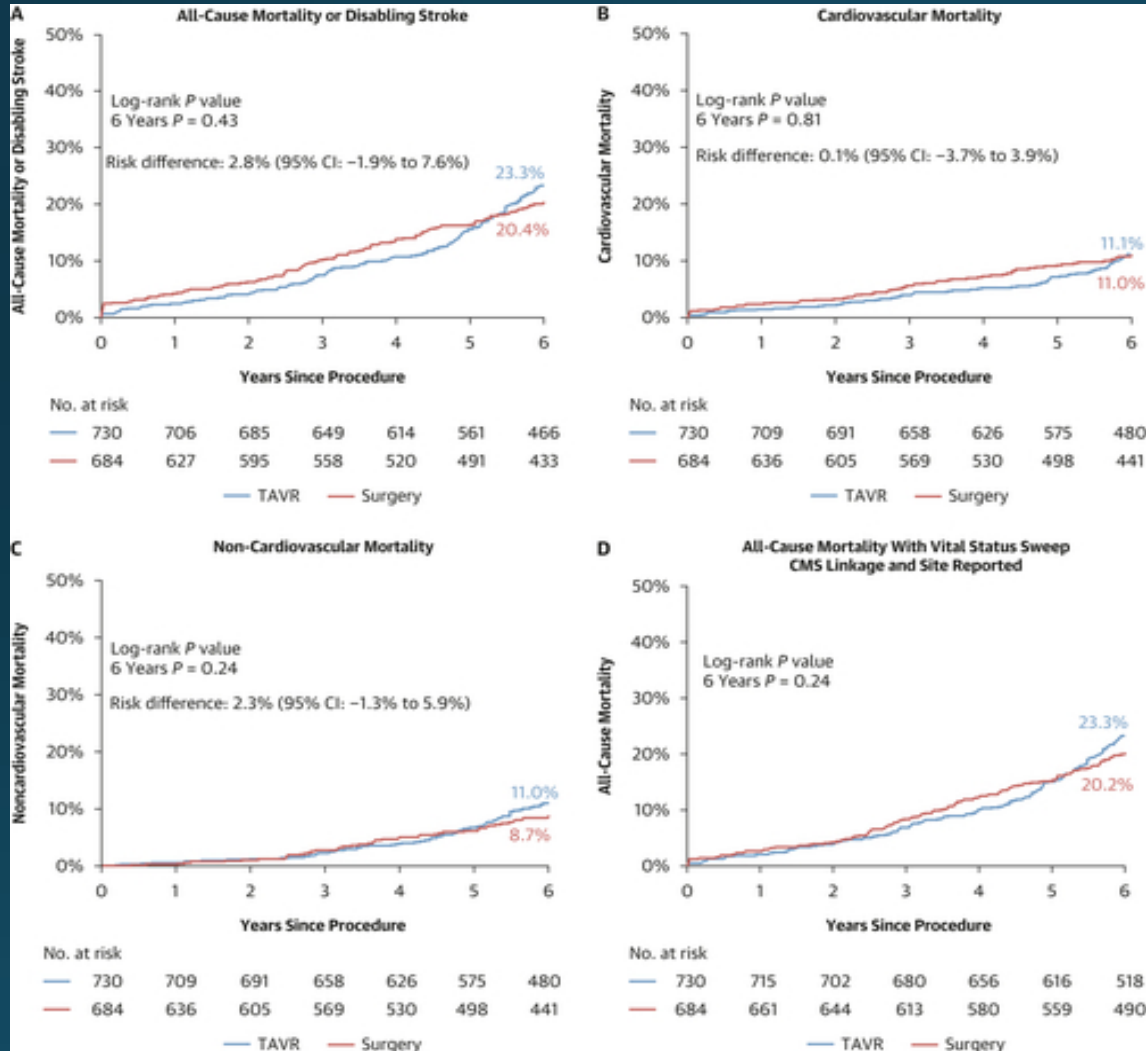 A
All-Cause Mortality or Disabling Stroke
All-Cause Mortality or Disabling Stroke
50%
40%
30%
20%
10%
0%
Log-rank P value
6 Years P = 0.43
Risk difference: 2.8% (95% CI: −1.9% to 7.6%)
23.3%
20.4%
0 1 2 3 4 5 6
Years Since Procedure
No. at risk
730 706 685 649 614 561 466
684 627 595 558 520 491 433
TAVR Surgery
B
Cardiovascular Mortality
Cardiovascular Mortality
50%
40%
30%
20%
10%
0%
Log-rank P value
6 Years P = 0.81
Risk difference: 0.1% (95% CI: −3.7% to 3.9%)
11.1%
11.0%
0 1 2 3 4 5 6
Years Since Procedure
No. at risk
730 709 691 658 626 575 480
684 636 605 569 530 498 441
TAVR Surgery
C
Non-Cardiovascular Mortality
Noncardiovascular Mortality
50%
40%
30%
20%
10%
0%
Log-rank P value
6 Years P = 0.24
Risk difference: 2.3% (95% CI: −1.3% to 5.9%)
11.0%
8.7%
0 1 2 3 4 5 6
Years Since Procedure
No. at risk
730 709 691 658 626 575 480
684 636 605 569 530 498 441
TAVR Surgery
D
All-Cause Mortality With Vital Status Sweep
CMS Linkage and Site Reported
All-Cause Mortality
50%
40%
30%
20%
10%
0%
Log-rank P value
6 Years P = 0.24
23.3%
20.2%
0 1 2 3 4 5 6
Years Since Procedure
No. at risk
730 715 702 680 656 616 518
684 661 644 613 580 559 490
TAVR Surgery